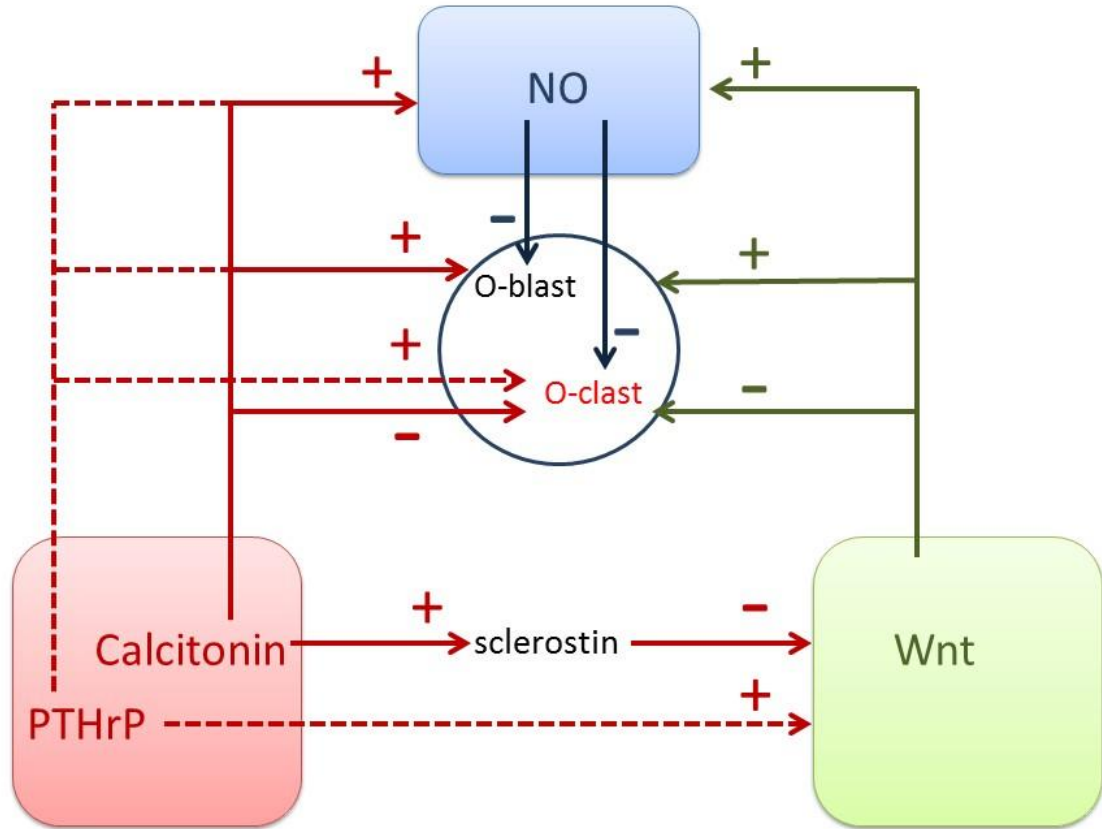 NO
+
+
-
+
+
O-blast
+
-
-
O-clast
-
Calcitonin
+
sclerostin
-
Wnt
PTHrP
+